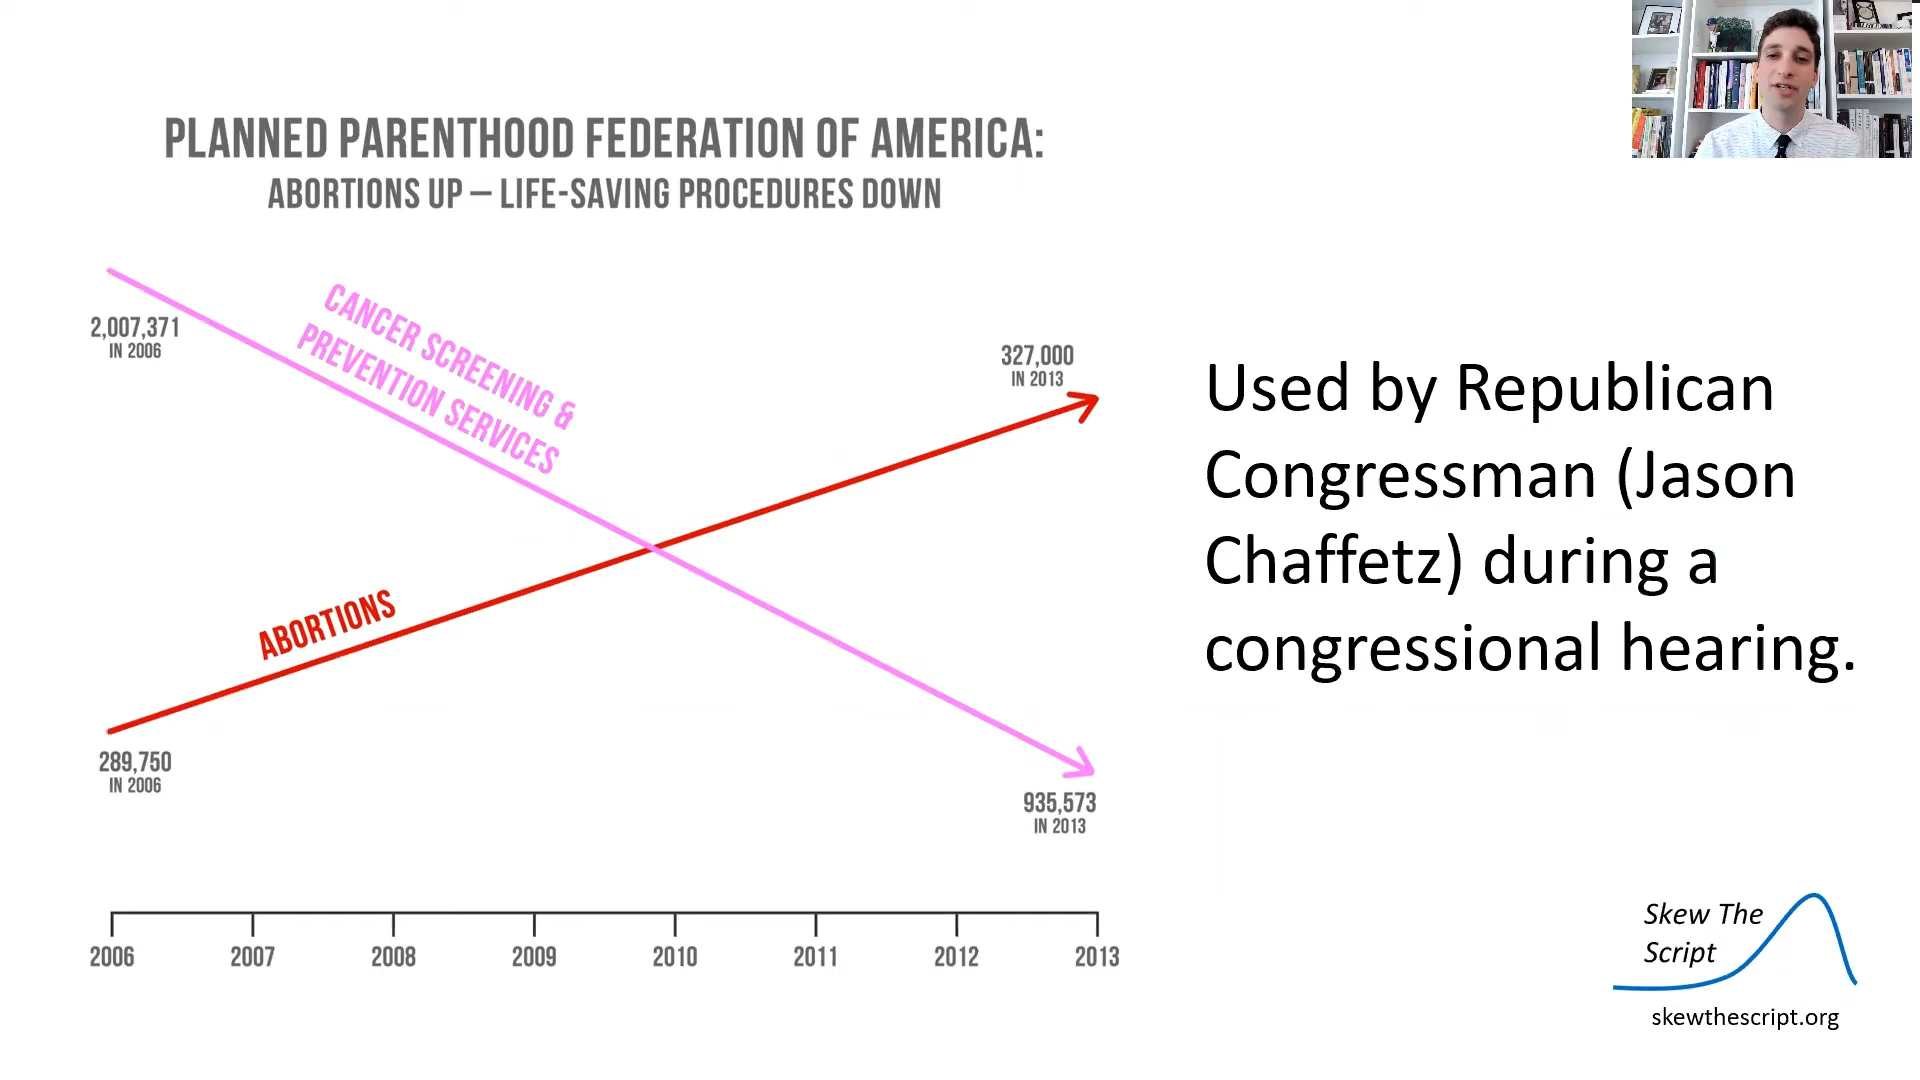 PLANNED PARENTHOOD FEDERATION OF AMERICA:
ABORTIONS UP – LIFE-SAVING PROCEDURES DOWN
2,007,371
IN 2006
CANCER SCREENING &
PREVENTION SERVICES
327,000
IN 2013
ABORTIONS
289,750
IN 2006
935,573
IN 2013
2006 2007 2008 2009 2010 2011 2012 2013
Used by Republican
Congressman (Jason
Chaffetz) during a
congressional hearing.
Skew The
Script
skewthescript.org